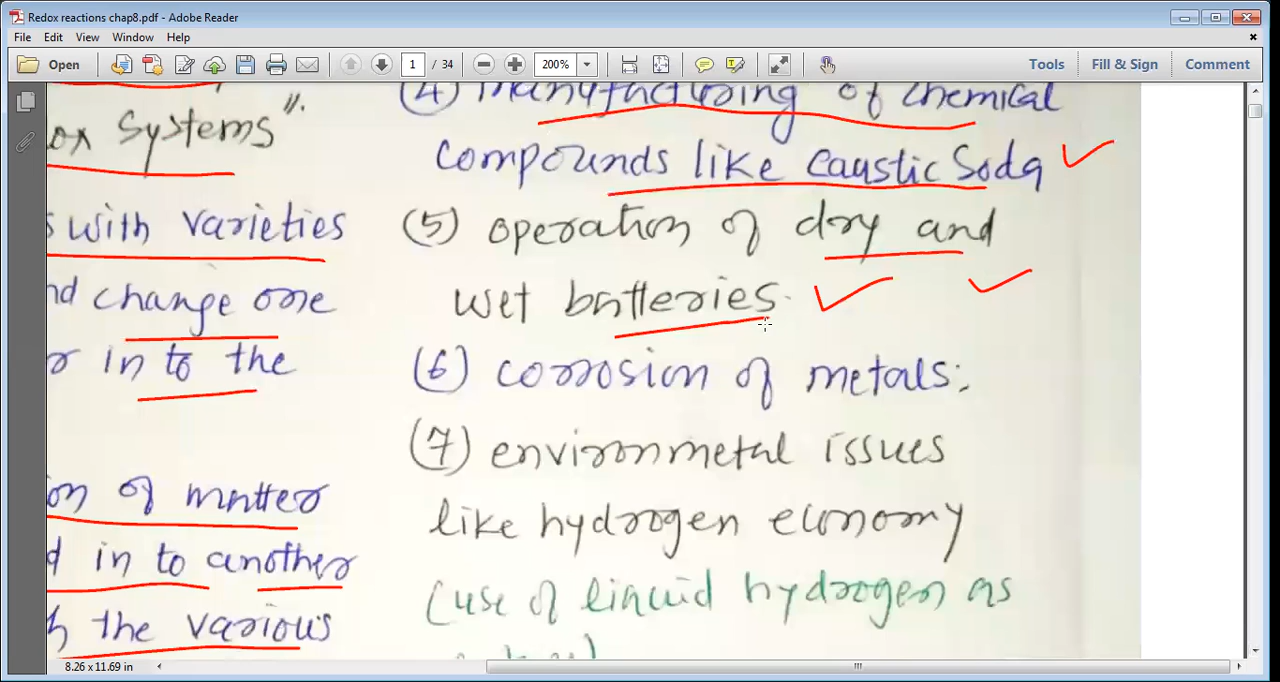 Redox reactions chap8.pdf - Adobe Reader
File Edit View Window Help
Open 1 / 34 200% Tools Fill & Sign Comment
ox Systems".
s with varieties
nd change one
r in to the
on of matter
d in to another
h the various
(4) Manufacturing of chemical
compounds like caustic Soda
(5) operation of dry and
wet batteries.
(6) corrosion of metals:
(7) environmetal issues
like hydrogen economy
(use of liquid hydrogen as
8.26 x 11.69 in